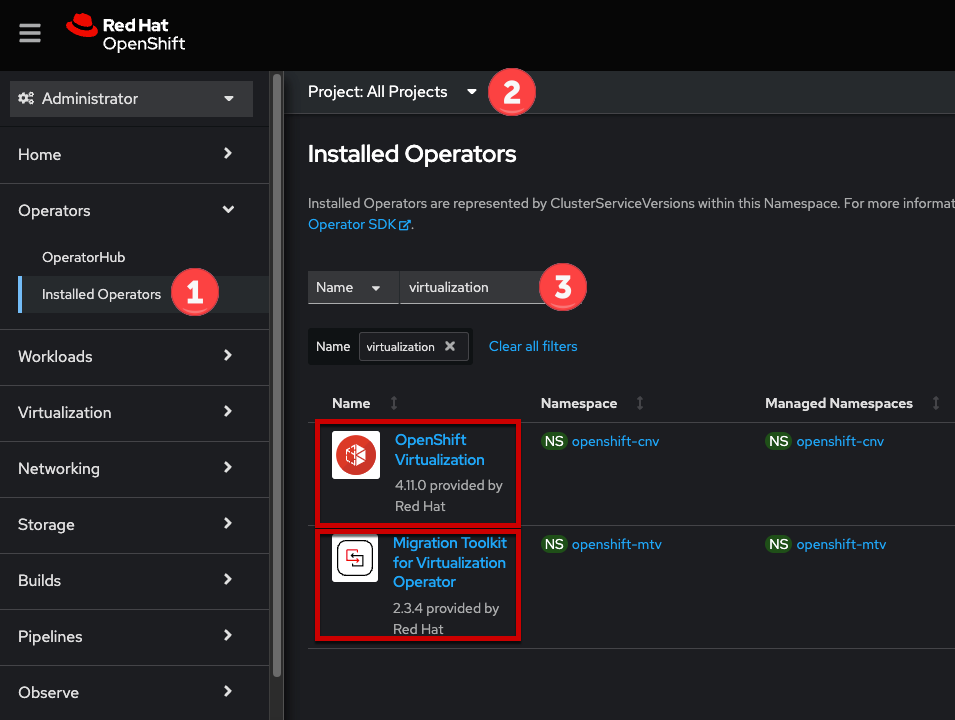 Red Hat
OpenShift
Administrator
Home
Operators
OperatorHub
Installed Operators
1
Workloads
Virtualization
Networking
Storage
Builds
Pipelines
Observe
Project: All Projects
2
Installed Operators
Installed Operators are represented by ClusterServiceVersions within this Namespace. For more informat
Operator SDK.
Name
virtualization
3
Name
virtualization
Clear all filters
Name Namespace Managed Namespaces
OpenShift
Virtualization
4.11.0 provided by
Red Hat
NS openshift-cnv
NS openshift-cnv
Migration Toolkit
for Virtualization
Operator
2.3.4 provided by
Red Hat
NS openshift-mtv
NS openshift-mtv